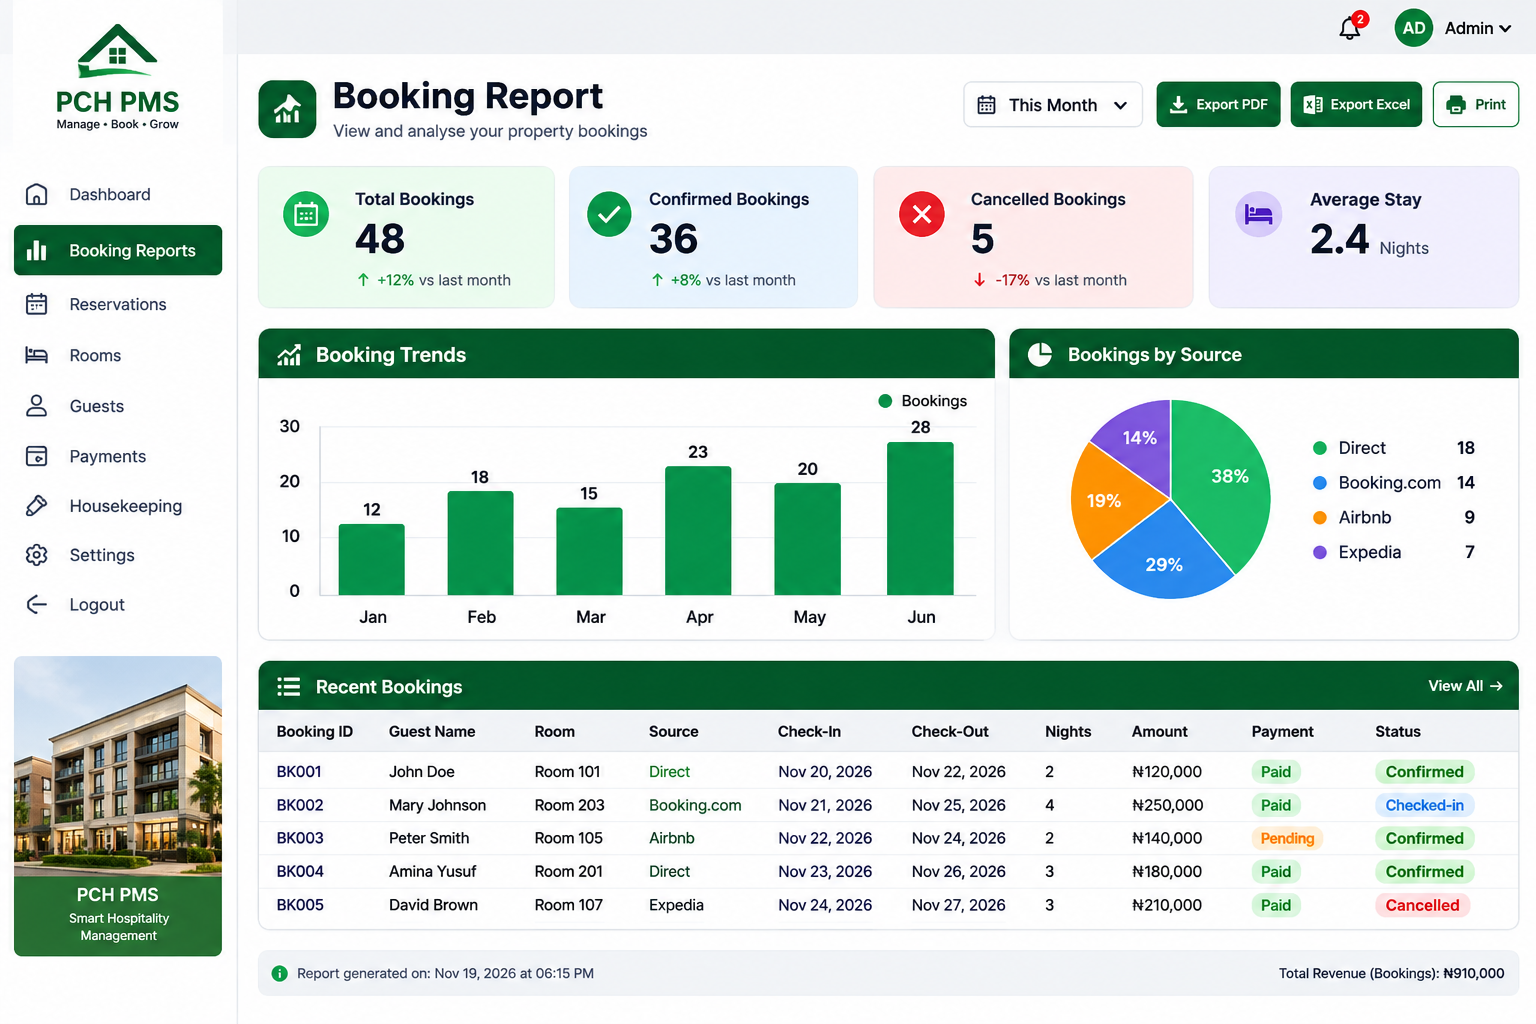 PCH PMS
Manage • Book • Grow
Dashboard
Booking Reports
Reservations
Rooms
Guests
Payments
Housekeeping
Settings
Logout
PCH PMS
Smart Hospitality
Management
2
AD Admin
Booking Report
View and analyse your property bookings
This Month
Export PDF
Export Excel
Print
Total Bookings
48
+12% vs last month
Confirmed Bookings
36
+8% vs last month
Cancelled Bookings
5
-17% vs last month
Average Stay
2.4 Nights
Booking Trends
Bookings
30
20
10
0
12
18
15
23
20
28
Jan Feb Mar Apr May Jun
Bookings by Source
38%
29%
19%
14%
Direct 18
Booking.com 14
Airbnb 9
Expedia 7
Recent Bookings
View All →
Booking ID Guest Name Room Source Check-In Check-Out Nights Amount Payment Status
BK001 John Doe Room 101 Direct Nov 20, 2026 Nov 22, 2026 2 ₦120,000 Paid Confirmed
BK002 Mary Johnson Room 203 Booking.com Nov 21, 2026 Nov 25, 2026 4 ₦250,000 Paid Checked-in
BK003 Peter Smith Room 105 Airbnb Nov 22, 2026 Nov 24, 2026 2 ₦140,000 Pending Confirmed
BK004 Amina Yusuf Room 201 Direct Nov 23, 2026 Nov 26, 2026 3 ₦180,000 Paid Confirmed
BK005 David Brown Room 107 Expedia Nov 24, 2026 Nov 27, 2026 3 ₦210,000 Paid Cancelled
Report generated on: Nov 19, 2026 at 06:15 PM
Total Revenue (Bookings): ₦910,000